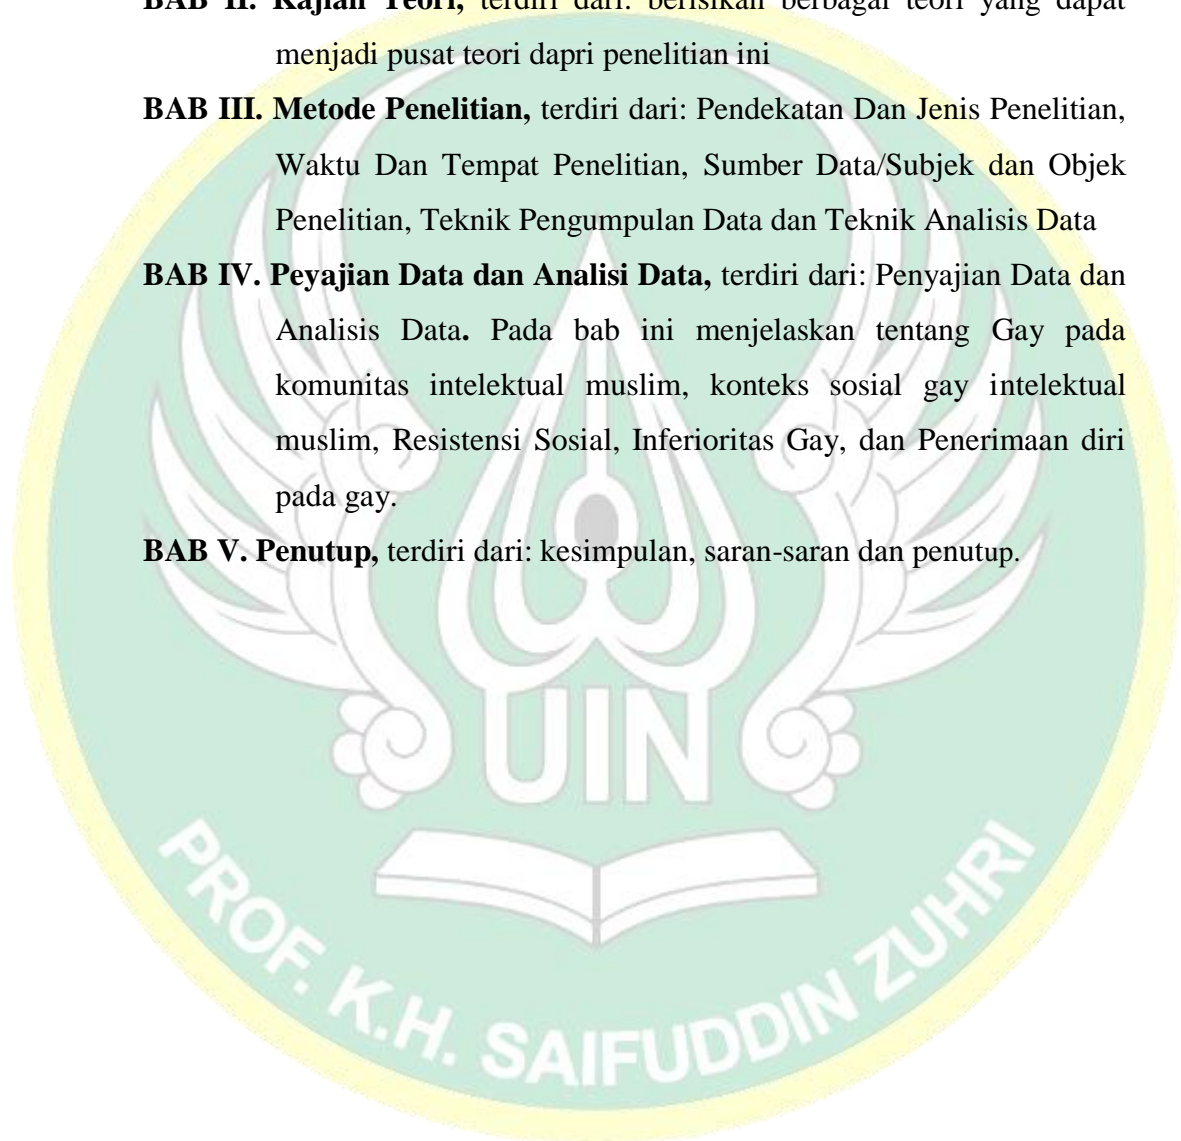 BAB II. Kajian Teori, terdiri dari: berisikan berbagai teori yang dapat
menjadi pusat teori dapri penelitian ini
BAB III. Metode Penelitian, terdiri dari: Pendekatan Dan Jenis Penelitian,
Waktu Dan Tempat Penelitian, Sumber Data/Subjek dan Objek
Penelitian, Teknik Pengumpulan Data dan Teknik Analisis Data
BAB IV. Peyajian Data dan Analisi Data, terdiri dari: Penyajian Data dan
Analisis Data. Pada bab ini menjelaskan tentang Gay pada
komunitas intelektual muslim, konteks sosial gay intelektual
muslim, Resistensi Sosial, Inferioritas Gay, dan Penerimaan diri
pada gay.
BAB V. Penutup, terdiri dari: kesimpulan, saran-saran dan penutup.
UIN
PROF. K.H. SAIFUDDIN ZUHRI